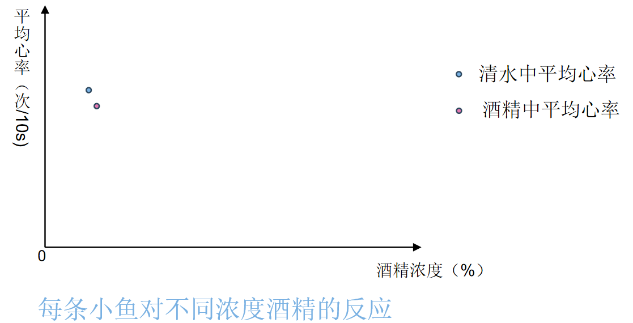 平均心率（次/10s)
清水中平均心率
酒精中平均心率
0
酒精浓度（%）
每条小鱼对不同浓度酒精的反应